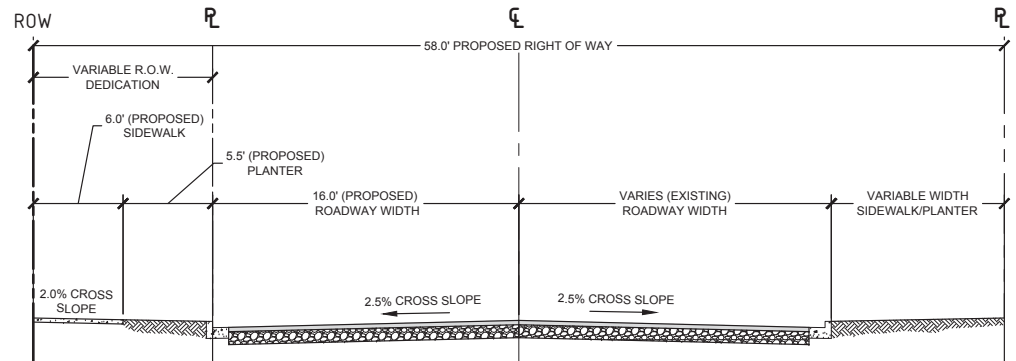 ROW
PL
CL
PL
58.0' PROPOSED RIGHT OF WAY
VARIABLE R.O.W.
DEDICATION
6.0' (PROPOSED)
SIDEWALK
5.5' (PROPOSED)
PLANTER
16.0' (PROPOSED)
ROADWAY WIDTH
VARIES (EXISTING)
ROADWAY WIDTH
VARIABLE WIDTH
SIDEWALK/PLANTER
2.0% CROSS
SLOPE
2.5% CROSS SLOPE
2.5% CROSS SLOPE